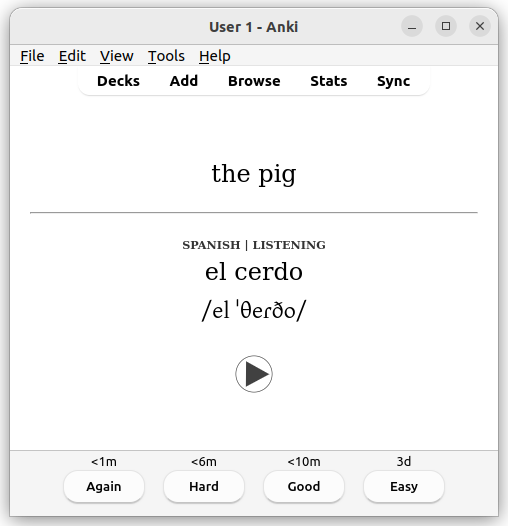 User 1 - Anki
File Edit View Tools Help
Decks Add Browse Stats Sync
the pig
SPANISH | LISTENING
el cerdo
/el ˈθeɾðo/
<1m <6m <10m 3d
Again Hard Good Easy